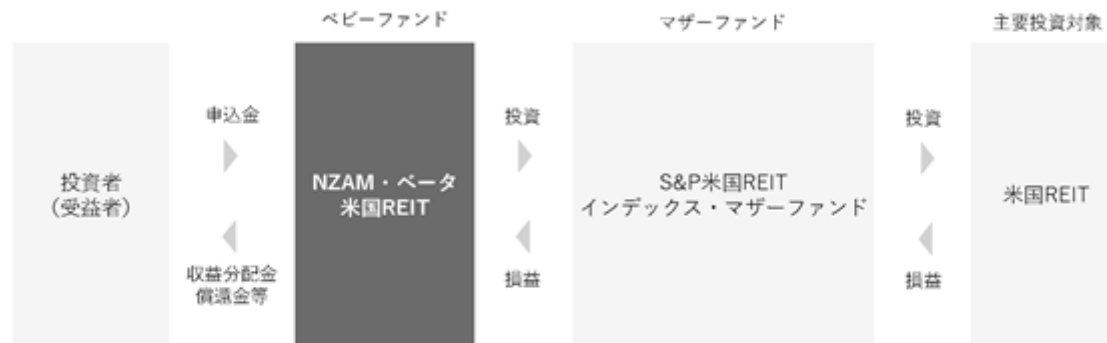 ベビーファンド
マザーファンド
主要投資対象
投資者
(受益者)
申込金
収益分配金
償還金等
NZAM・ベータ
米国REIT
投資
損益
S&P米国REIT
インデックス・マザーファンド
投資
損益
米国REIT